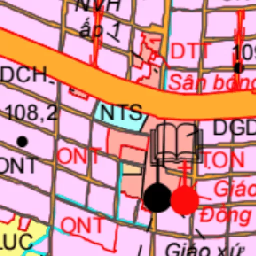 NVH
ấp 1
DTT
109
DCH
Sân bóng
108,2
NTS
DGD
ONT
ONT
TON
Giáo
Đông
ONT
LUC
Giáo xứ